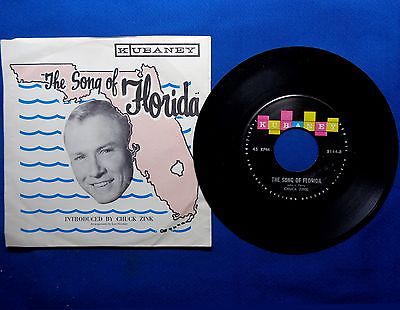 KUBANEY
The Song of
Florida
INTRODUCED BY CHUCK ZINK
KUBANEY
45 RPM
THE SONG OF FLORIDA
CHUCK ZINK